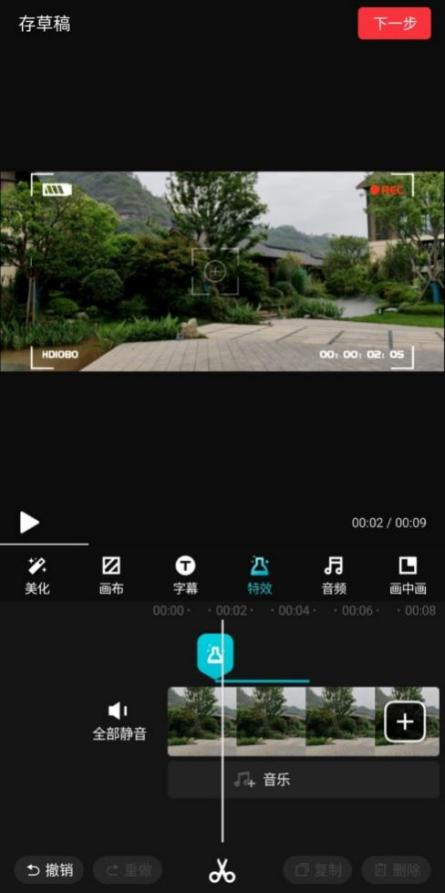 存草稿
下一步
REC
HD1080
00: 00: 02: 05
00:02 / 00:09
美化
画布
字幕
特效
音频
画中画
00:00 · · 00:02 · · 00:04 · · 00:06 · · 00:08
全部静音
音乐
撤销
重做
复制
删除